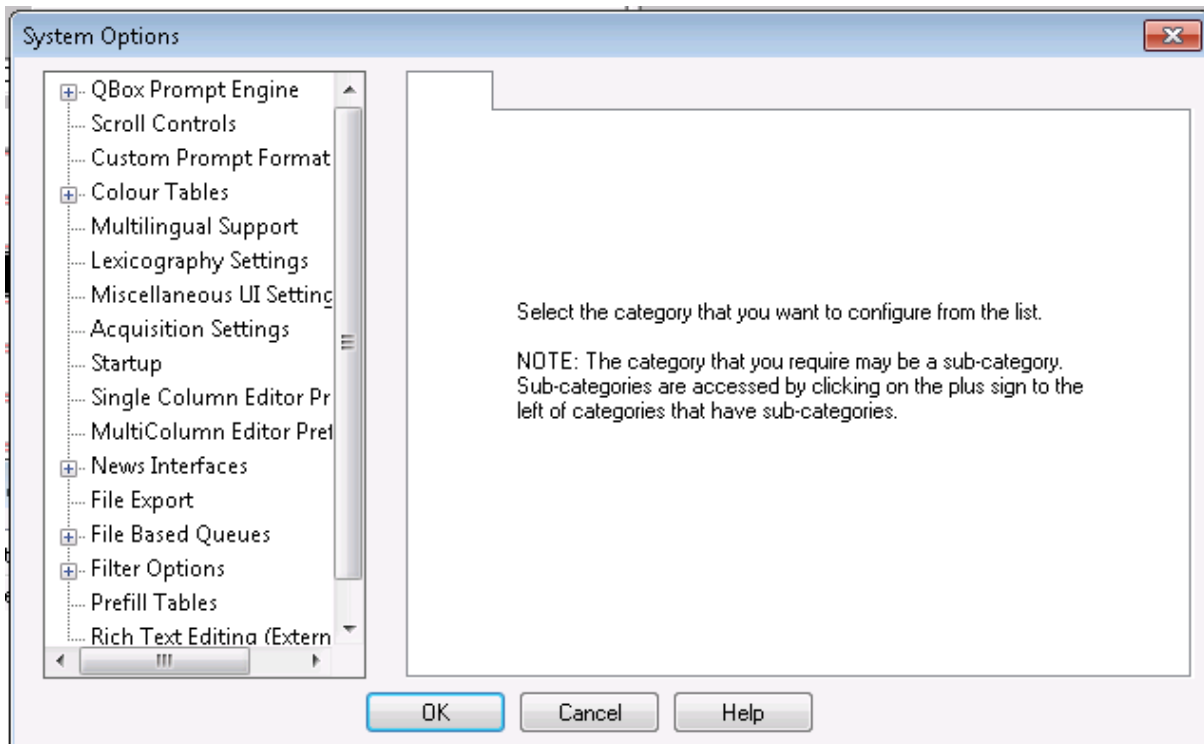 System Options
QBox Prompt Engine
Scroll Controls
Custom Prompt Format
Colour Tables
Multilingual Support
Lexicography Settings
Miscellaneous UI Setting
Acquisition Settings
Startup
Single Column Editor Pr
MultiColumn Editor Pref
News Interfaces
File Export
File Based Queues
Filter Options
Prefill Tables
Rich Text Editing (Extern
Select the category that you want to configure from the list.
NOTE: The category that you require may be a sub-category.
Sub-categories are accessed by clicking on the plus sign to the
left of categories that have sub-categories.
OK
Cancel
Help